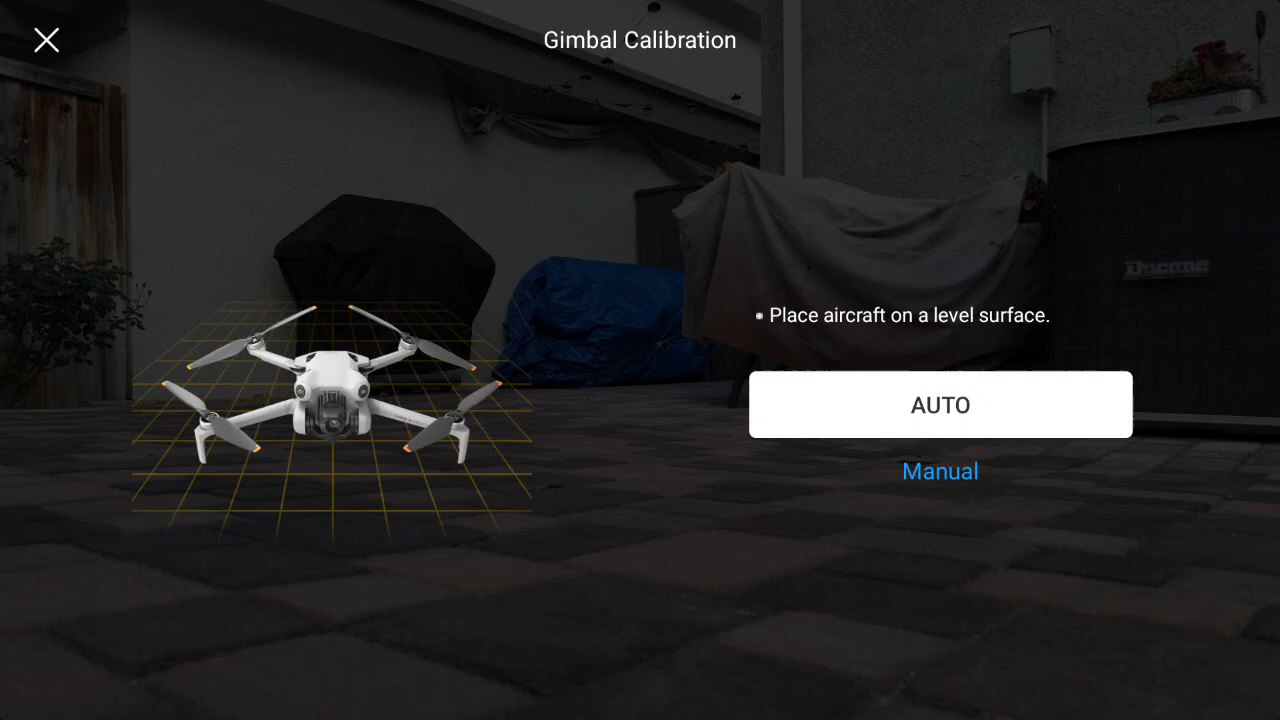 Gimbal Calibration
Ducane
▪ Place aircraft on a level surface.
AUTO
Manual